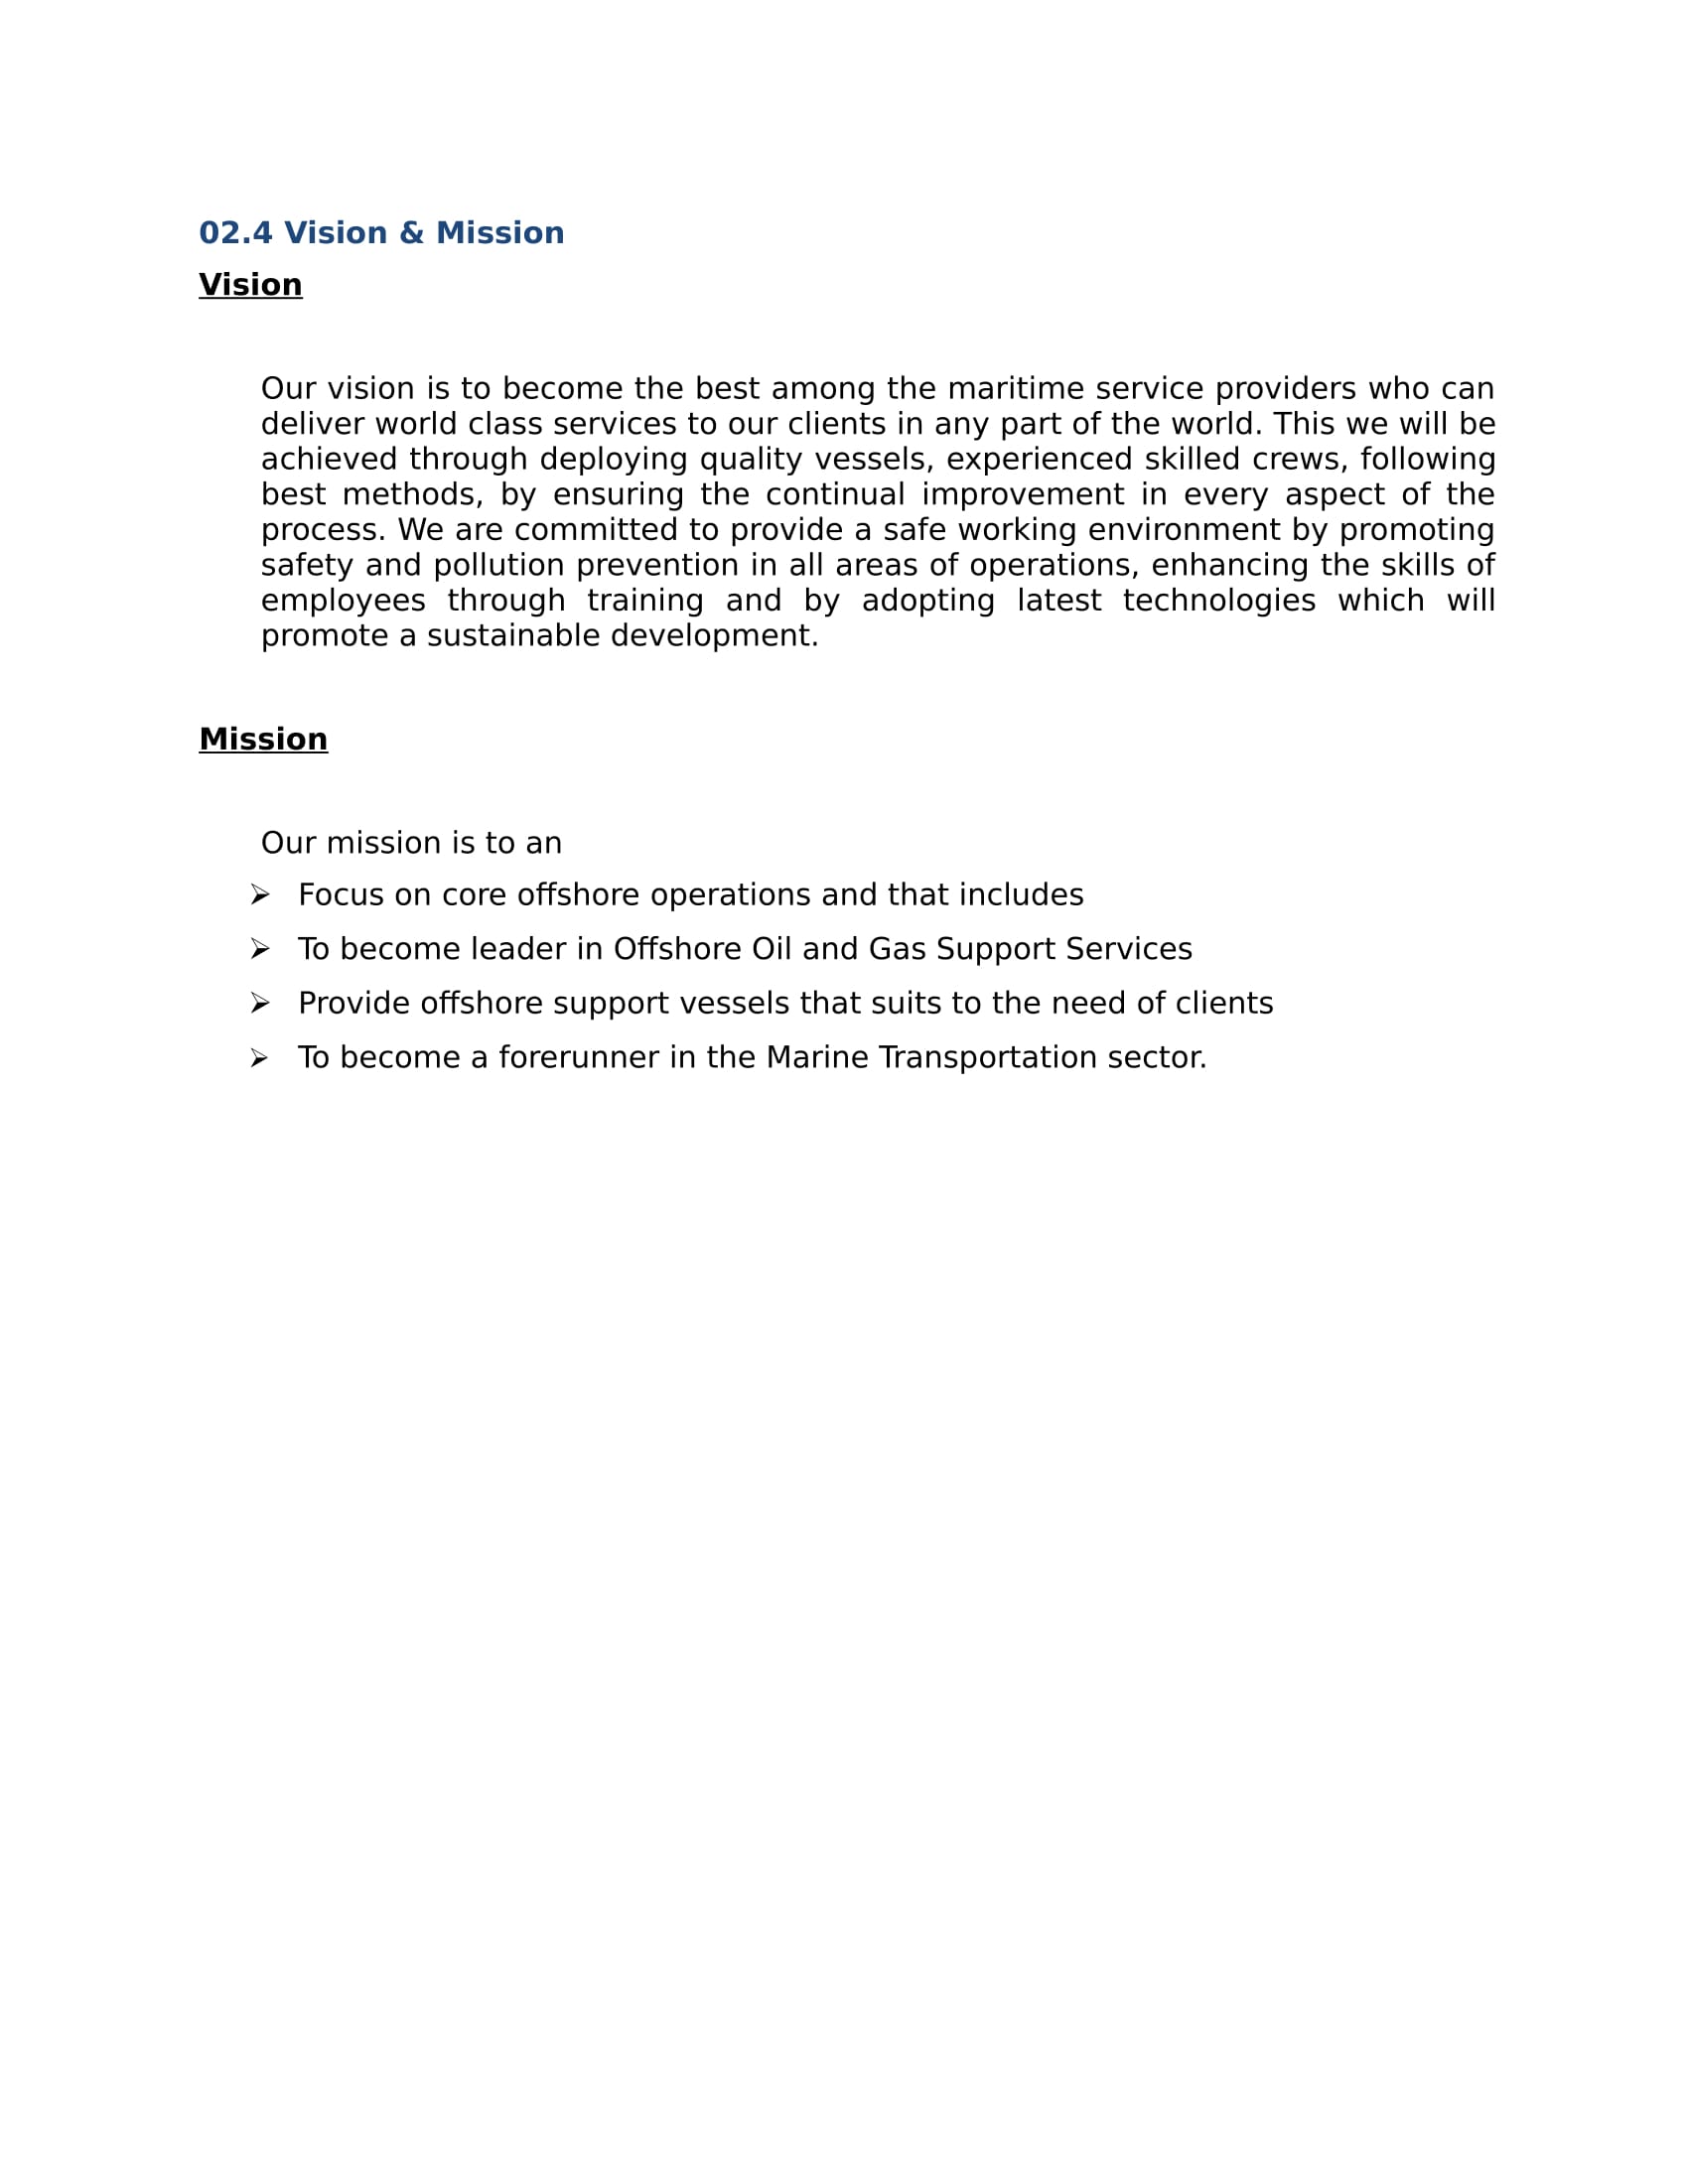 02.4 Vision & Mission
Vision
Our vision is to become the best among the maritime service providers who can
deliver world class services to our clients in any part of the world. This we will be
achieved through deploying quality vessels, experienced skilled crews, following
best methods, by ensuring the continual improvement in every aspect of the
process. We are committed to provide a safe working environment by promoting
safety and pollution prevention in all areas of operations, enhancing the skills of
employees through training and by adopting latest technologies which will
promote a sustainable development.
Mission
Our mission is to an
➢ Focus on core offshore operations and that includes
➢ To become leader in Offshore Oil and Gas Support Services
➢ Provide offshore support vessels that suits to the need of clients
➢ To become a forerunner in the Marine Transportation sector.